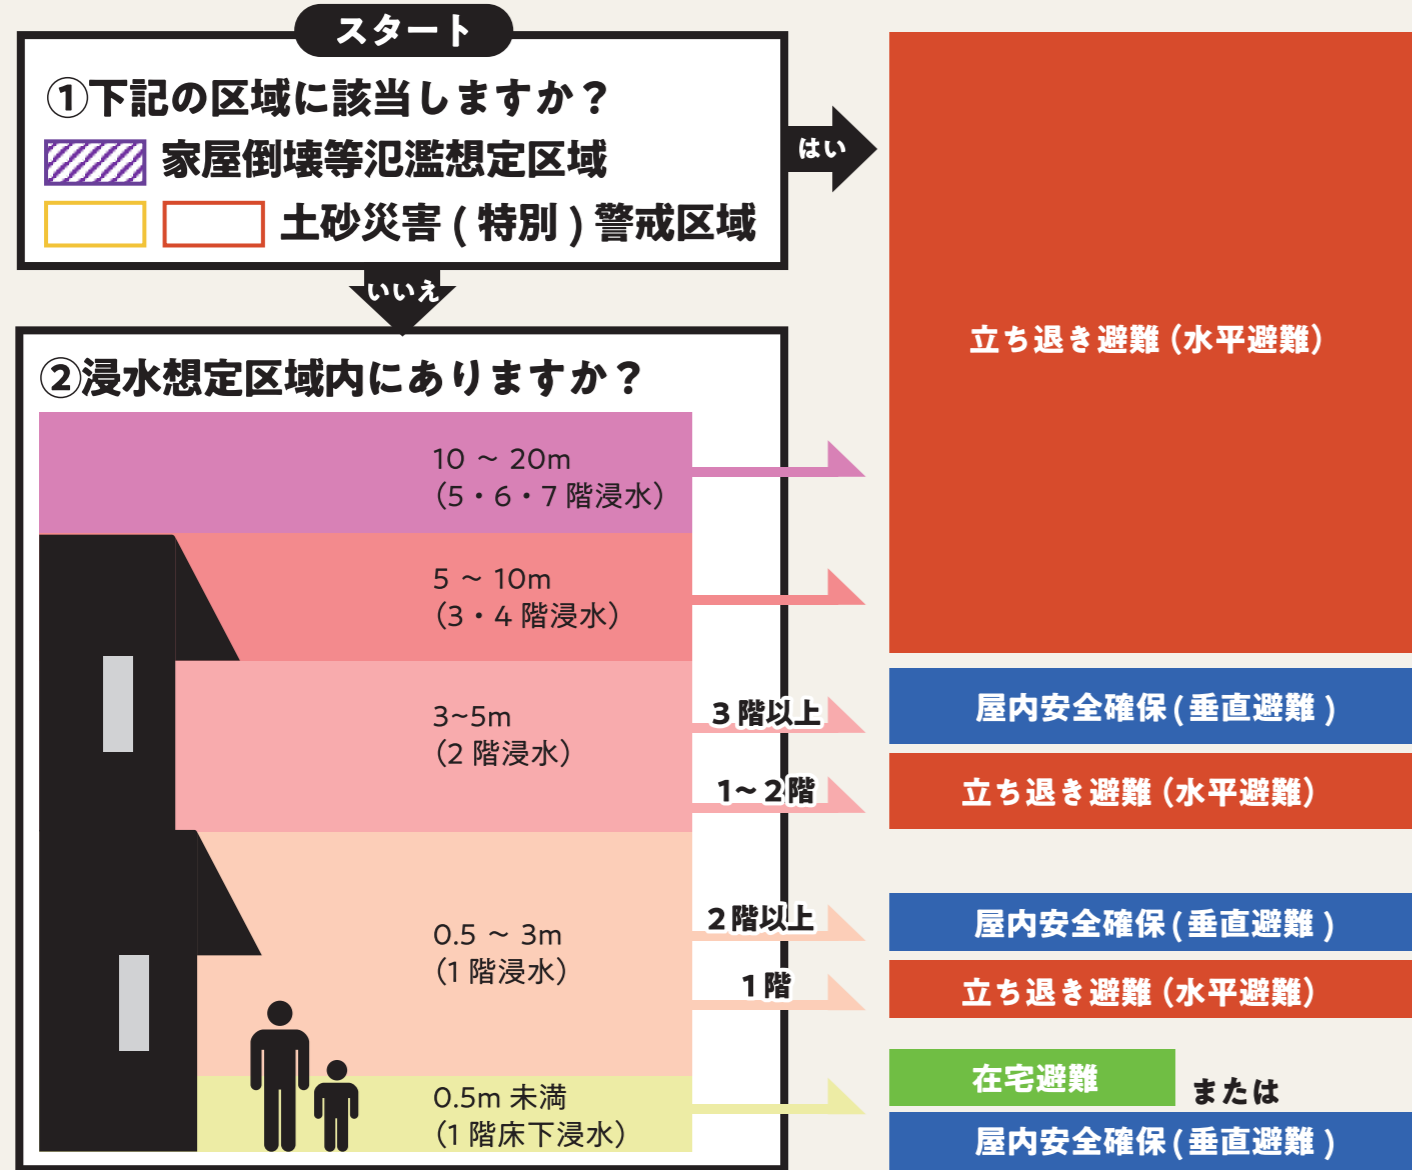 スタート
①下記の区域に該当しますか？
家屋倒壊等氾濫想定区域
土砂災害(特別)警戒区域
はい
いいえ
立ち退き避難(水平避難)
②浸水想定区域内にありますか？
10 ～ 20m
(5・6・7 階浸水)
5 ～ 10m
(3・4 階浸水)
3~5m
(2 階浸水)
3階以上
屋内安全確保(垂直避難)
1～2階
立ち退き避難(水平避難)
0.5 ～ 3m
(1 階浸水)
2階以上
屋内安全確保(垂直避難)
1階
立ち退き避難(水平避難)
0.5m 未満
(1 階床下浸水)
在宅避難
または
屋内安全確保(垂直避難)